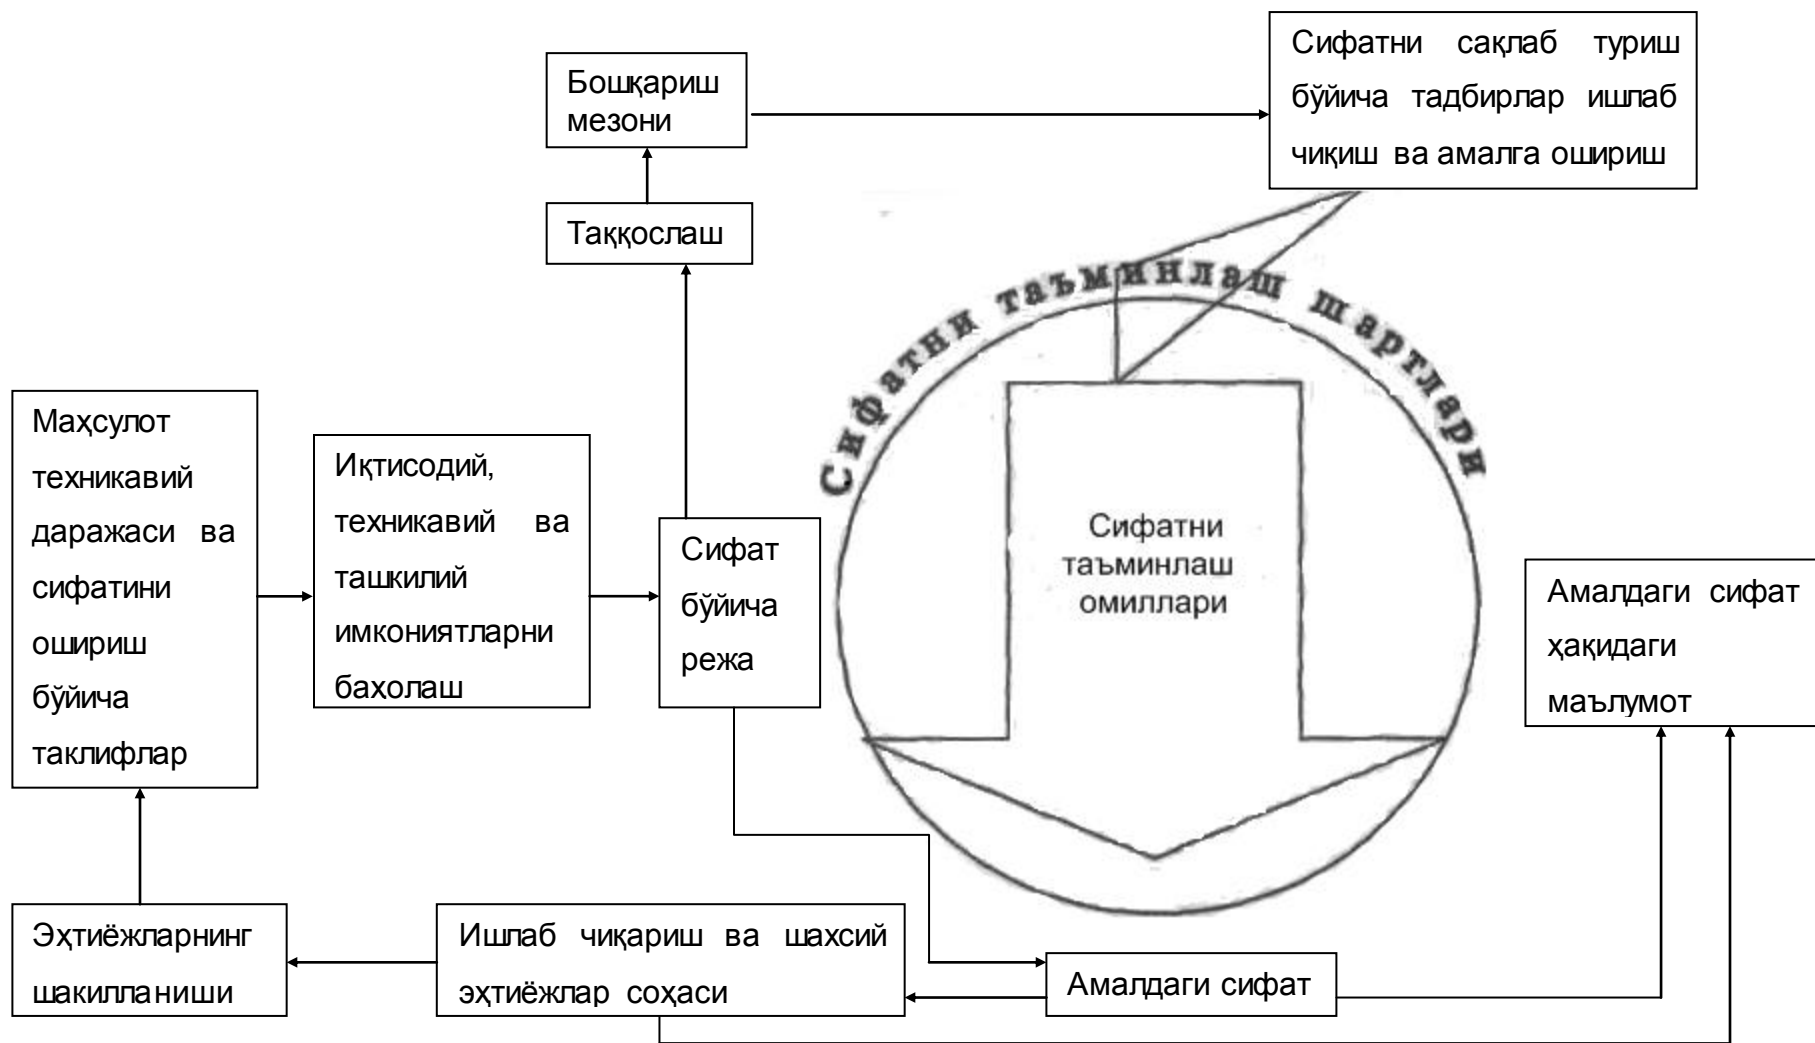 Бошқариш
мезони
Сифатни сақлаб туриш
бўйича тадбирлар ишлаб
чиқиш ва амалга ошириш
Таққослаш
Сифатни таъминлаш шартлари
Маҳсулот
техникавий
даражаси ва
сифатини
ошириш
бўйича
таклифлар
Иқтисодий,
техникавий ва
ташкилий
имкониятларни
баҳолаш
Сифат
бўйича
режа
Сифатни
таъминлаш
омиллари
Амалдаги сифат
ҳақидаги
маълумот
Эҳтиёжларнинг
шакилланиши
Ишлаб чиқариш ва шахсий
эҳтиёжлар соҳаси
Амалдаги сифат